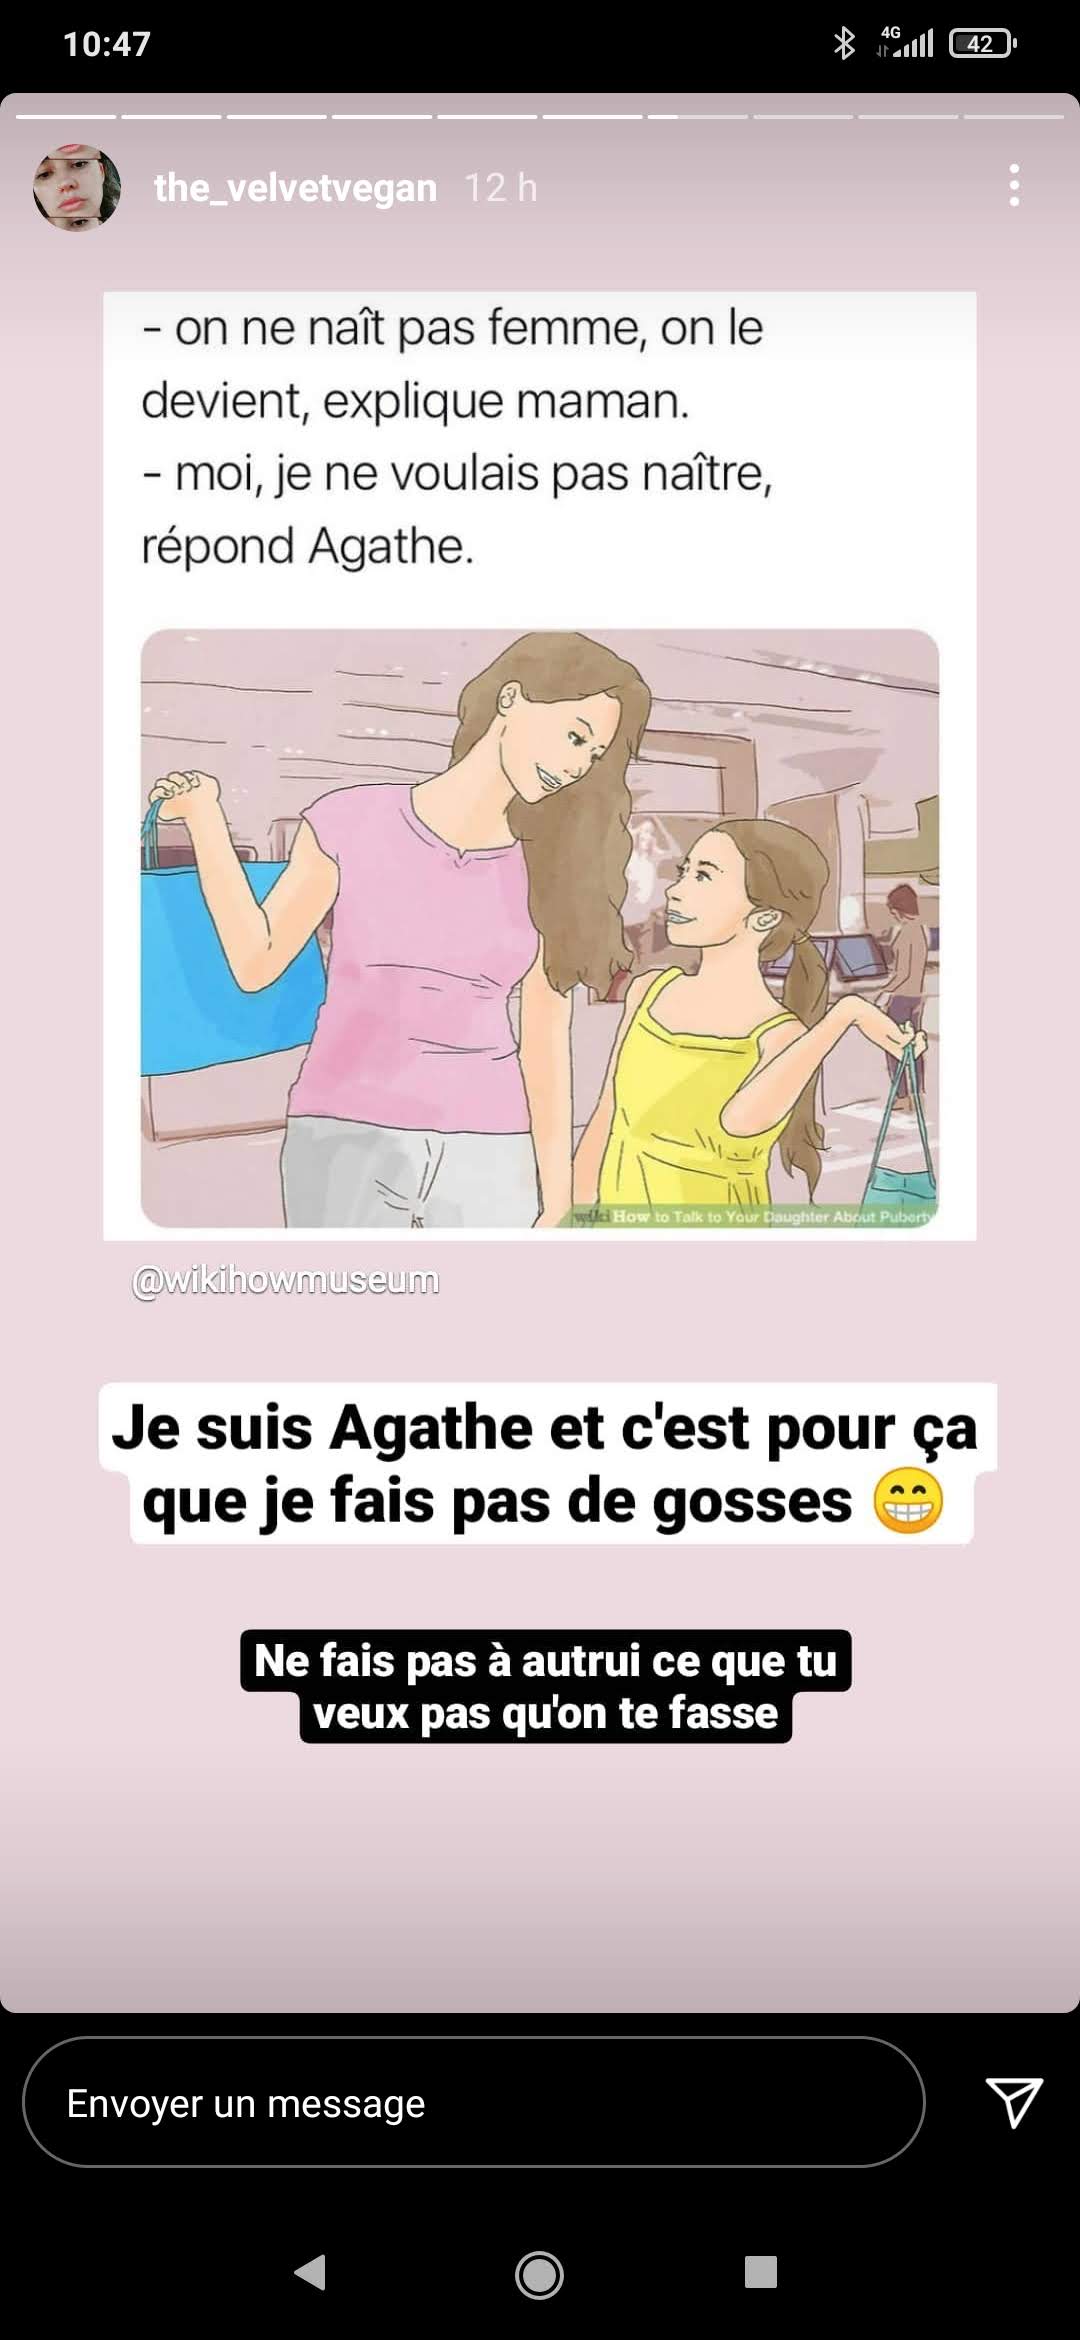 10:47
4G
42
the_velvetvegan 12 h
- on ne naît pas femme, on le
devient, explique maman.
- moi, je ne voulais pas naître,
répond Agathe.
wikiHow to Talk to Your Daughter About Puberty
@wikihowmuseum
Je suis Agathe et c'est pour ça
que je fais pas de gosses 😁
Ne fais pas à autrui ce que tu
veux pas qu'on te fasse
Envoyer un message